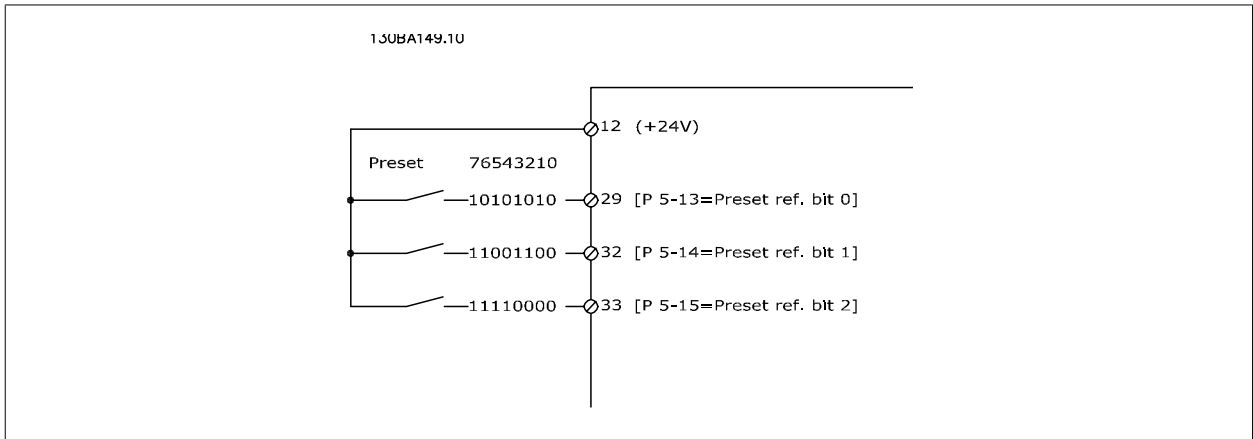 130BA149.10
12 (+24V)
Preset 76543210
10101010 29 [P 5-13=Preset ref. bit 0]
11001100 32 [P 5-14=Preset ref. bit 1]
11110000 33 [P 5-15=Preset ref. bit 2]